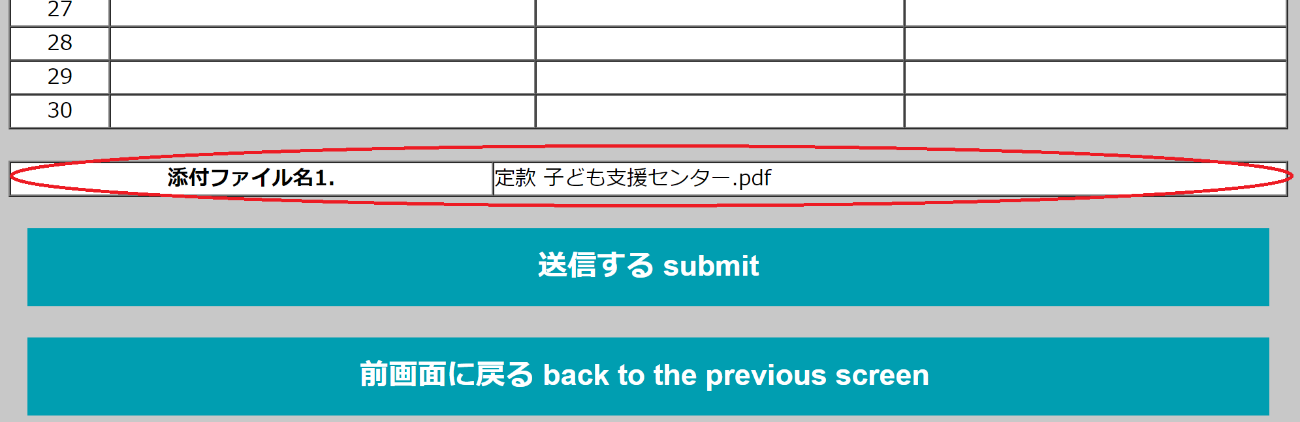 27
28
29
30
添付ファイル名1. 定款 子ども支援センター.pdf
送信する submit
前画面に戻る back to the previous screen